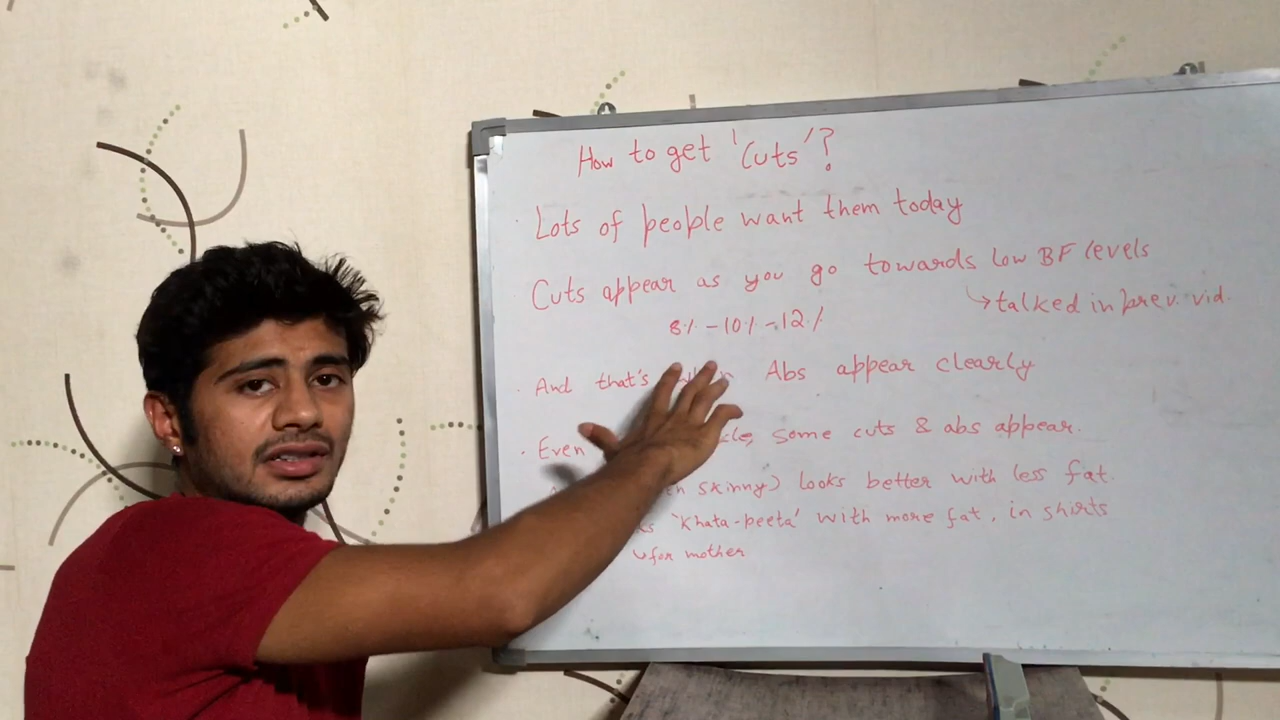 How to get 'Cuts'?
· Lots of people want them today
Cuts appear as you go towards low BF levels
↳ talked in prev. vid.
8% - 10% - 12%
· And that's when Abs appear clearly
· Even some cuts & abs appear.
skinny) looks better with less fat.
'Khata-peeta' with more fat, in shirts
for mother